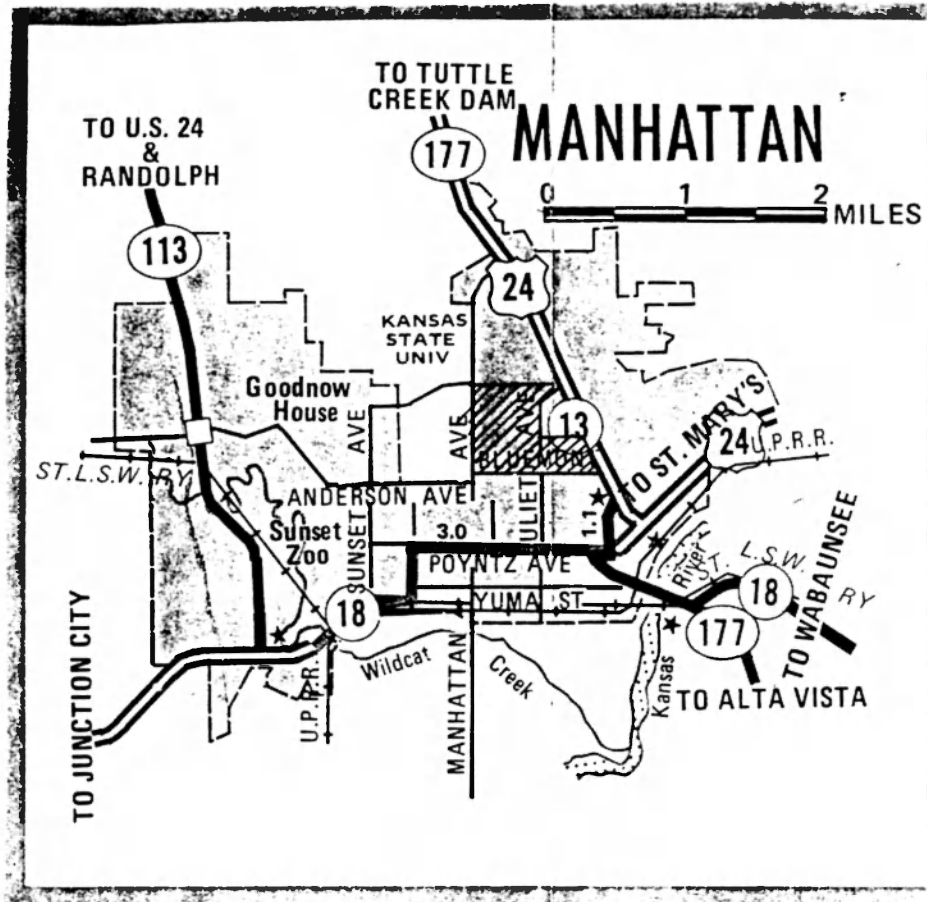 TO TUTTLE
CREEK DAM
MANHATTAN
TO U.S. 24
&
RANDOLPH
177
0 1 2
MILES
113
24
KANSAS
STATE
UNIV
Goodnow
House
AVE
AVE
AVE
13
TO ST. MARY'S
24
U.P.R.R.
ST.L.S.W. RY
BLUEMONT
ANDERSON AVE
JULIET
SUNSET
Sunset
Zoo
3.0
1.1
POYNTZ AVE
River
ST.
L.S.W.
RY
YUMA ST
18
18
177
TO WABAUNSEE
Wildcat
Creek
Kansas
TO ALTA VISTA
U.P.R.R.
MANHATTAN
TO JUNCTION CITY